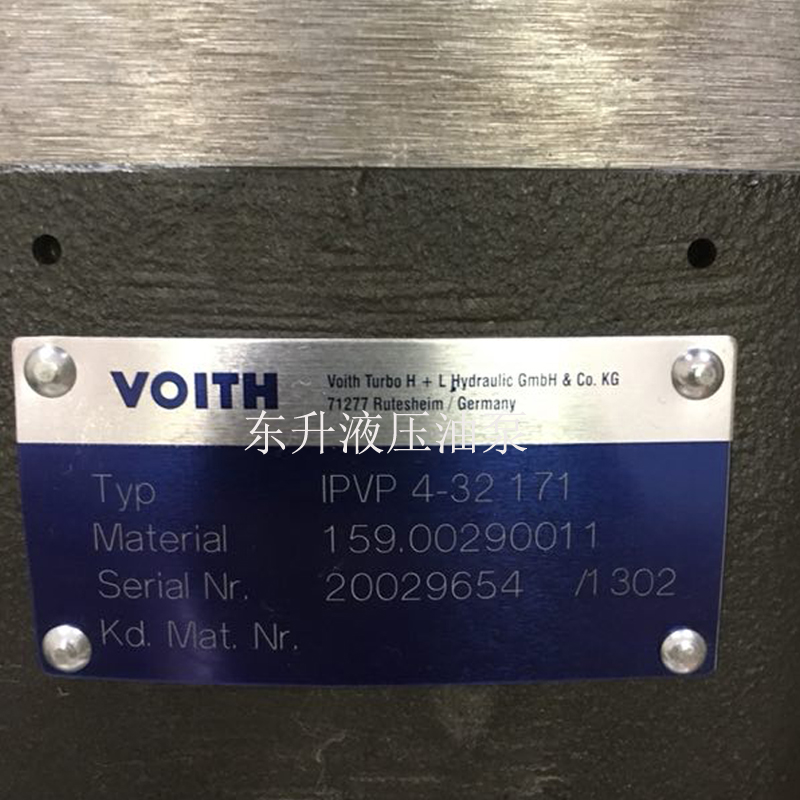 VOITH
Voith Turbo H + L Hydraulic GmbH & Co. KG
71277 Rutesheim / Germany
东升液压油泵
Typ IPVP 4-32 171
Material 159.00290011
Serial Nr. 20029654 /1302
Kd. Mat. Nr.